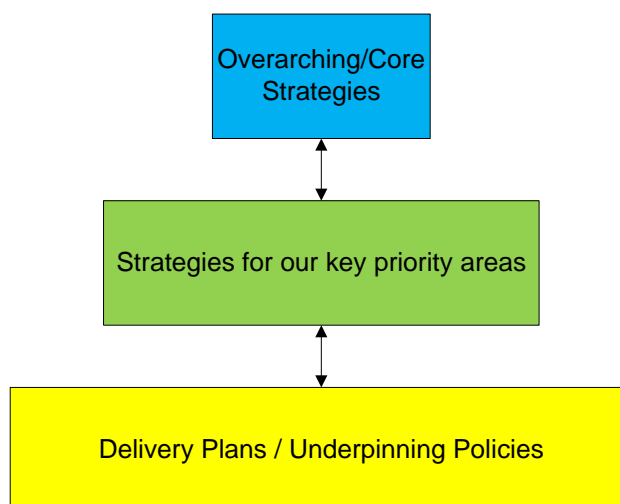 Overarching/Core
Strategies
Strategies for our key priority areas
Delivery Plans / Underpinning Policies